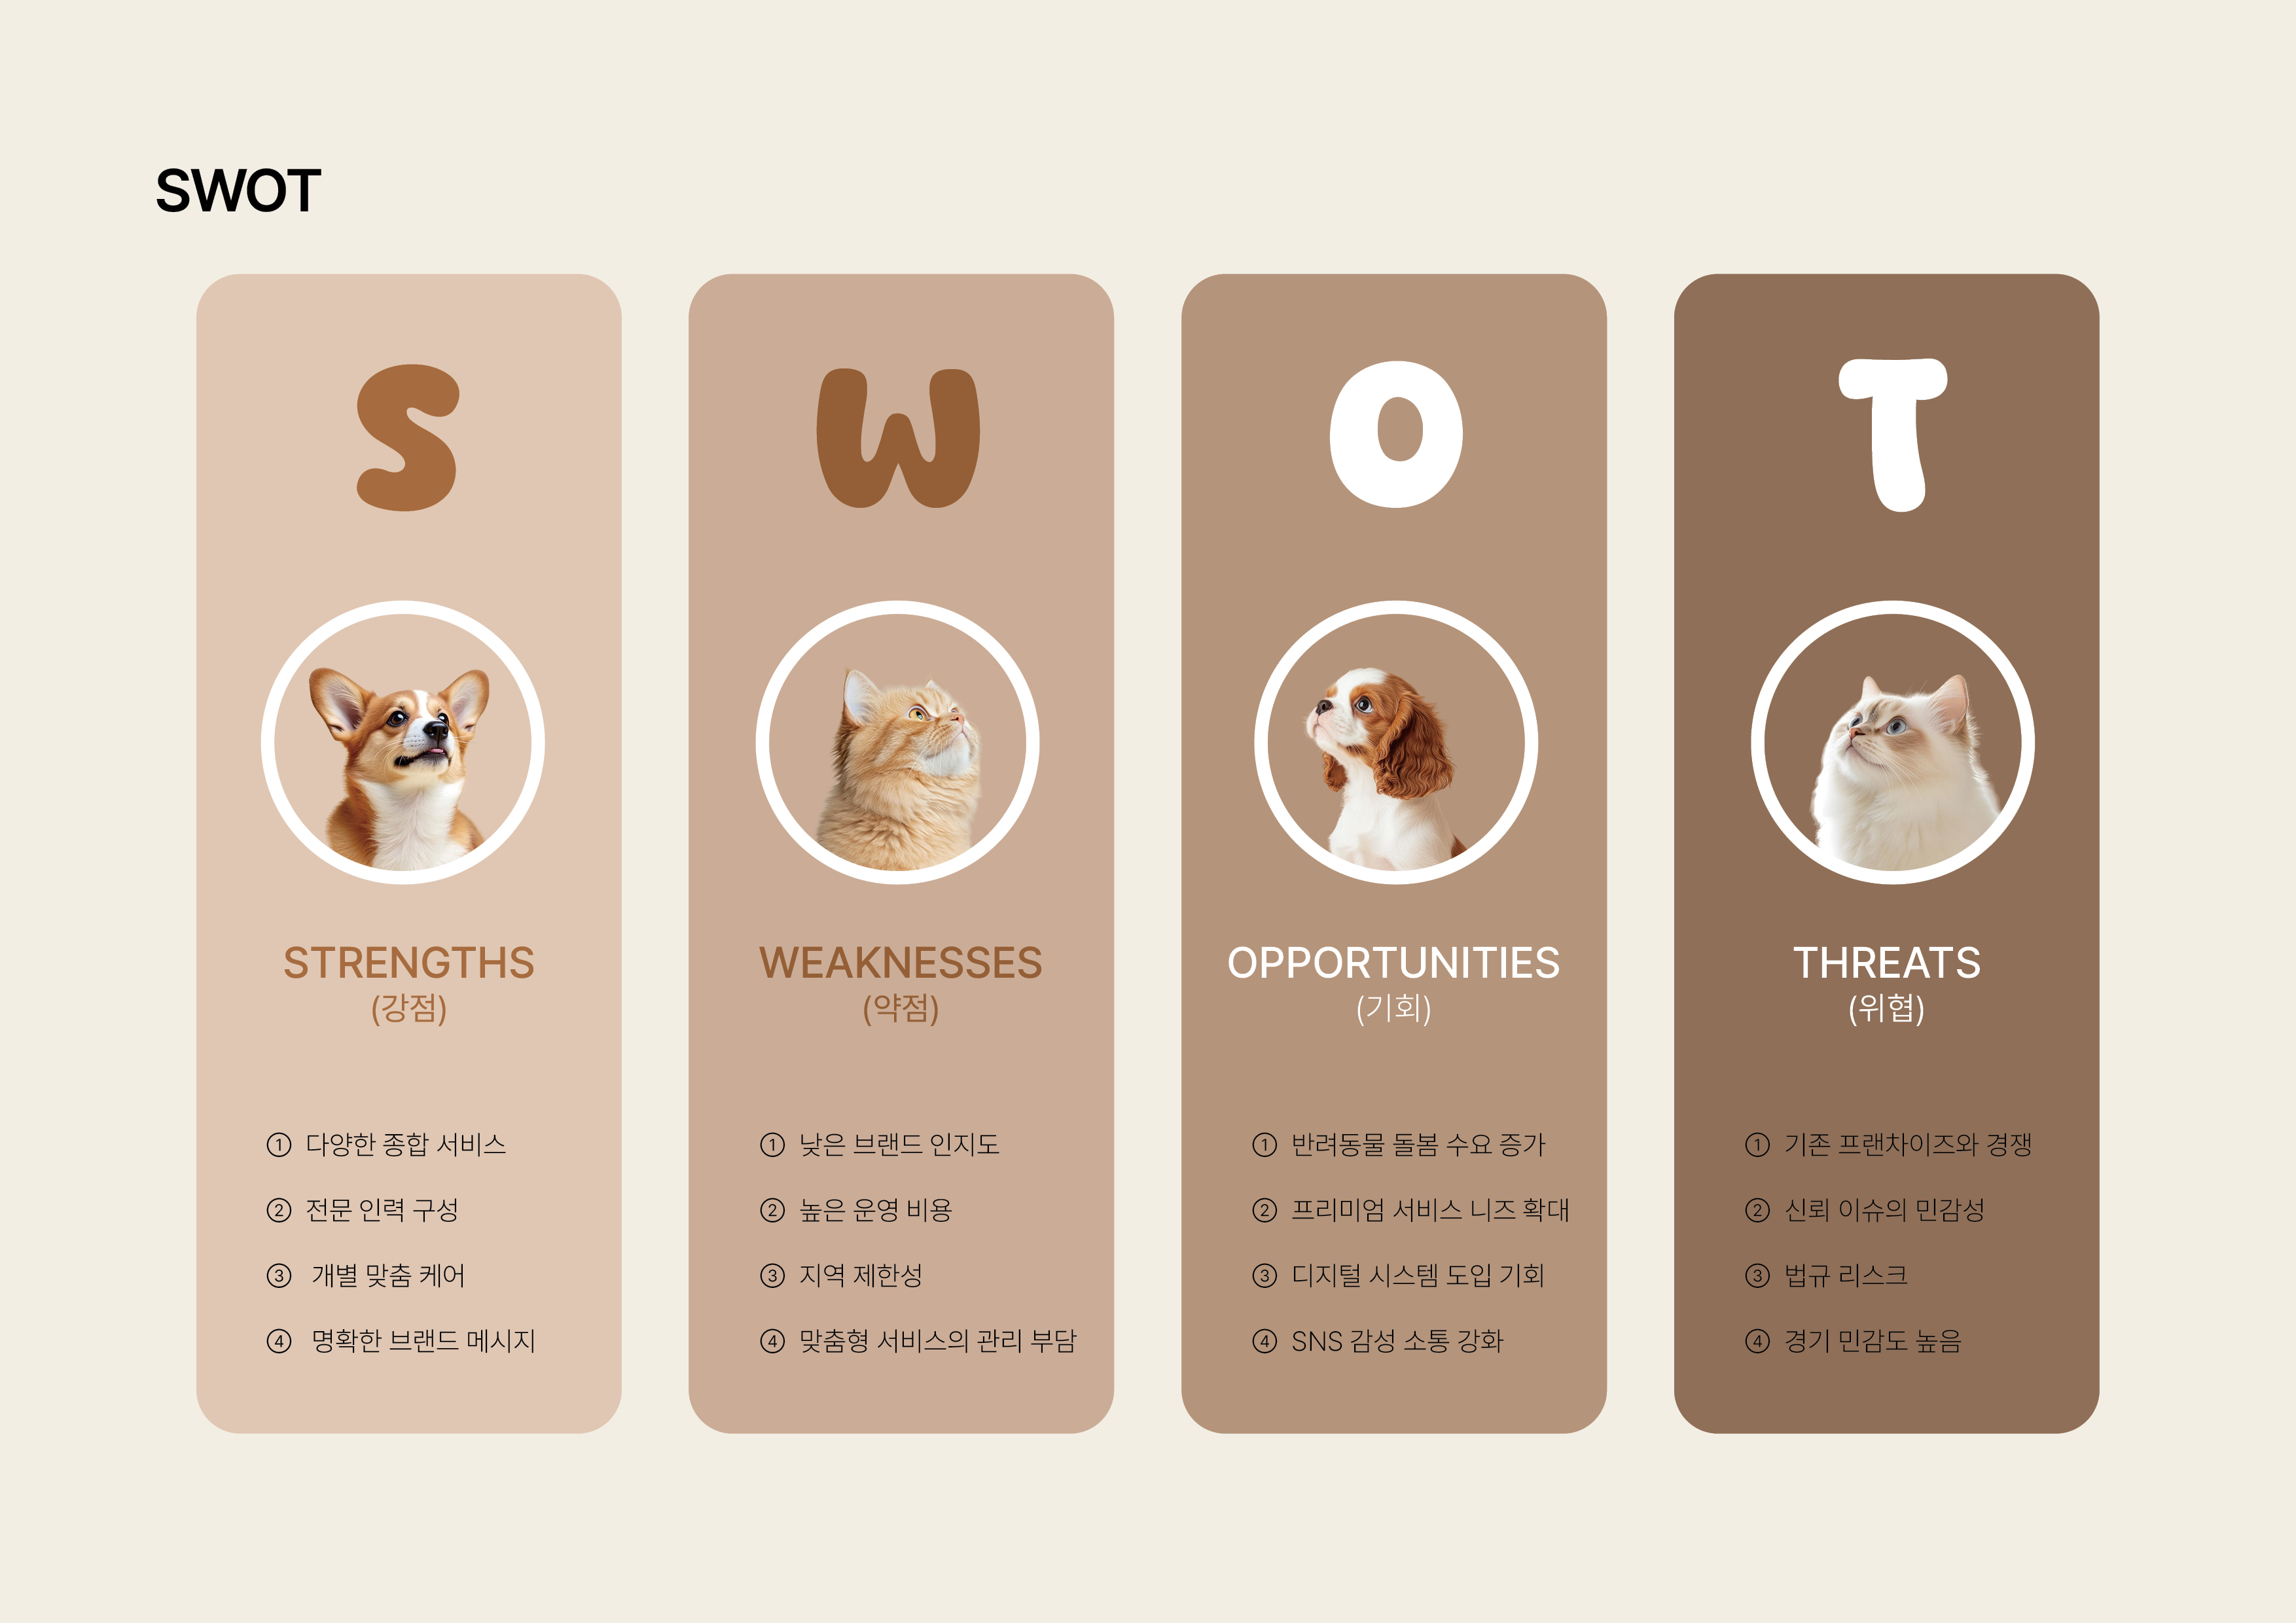 SWOT
S
STRENGTHS
(강점)
① 다양한 종합 서비스
② 전문 인력 구성
③ 개별 맞춤 케어
④ 명확한 브랜드 메시지
W
WEAKNESSES
(약점)
① 낮은 브랜드 인지도
② 높은 운영 비용
③ 지역 제한성
④ 맞춤형 서비스의 관리 부담
O
OPPORTUNITIES
(기회)
① 반려동물 돌봄 수요 증가
② 프리미엄 서비스 니즈 확대
③ 디지털 시스템 도입 기회
④ SNS 감성 소통 강화
T
THREATS
(위협)
① 기존 프랜차이즈와 경쟁
② 신뢰 이슈의 민감성
③ 법규 리스크
④ 경기 민감도 높음